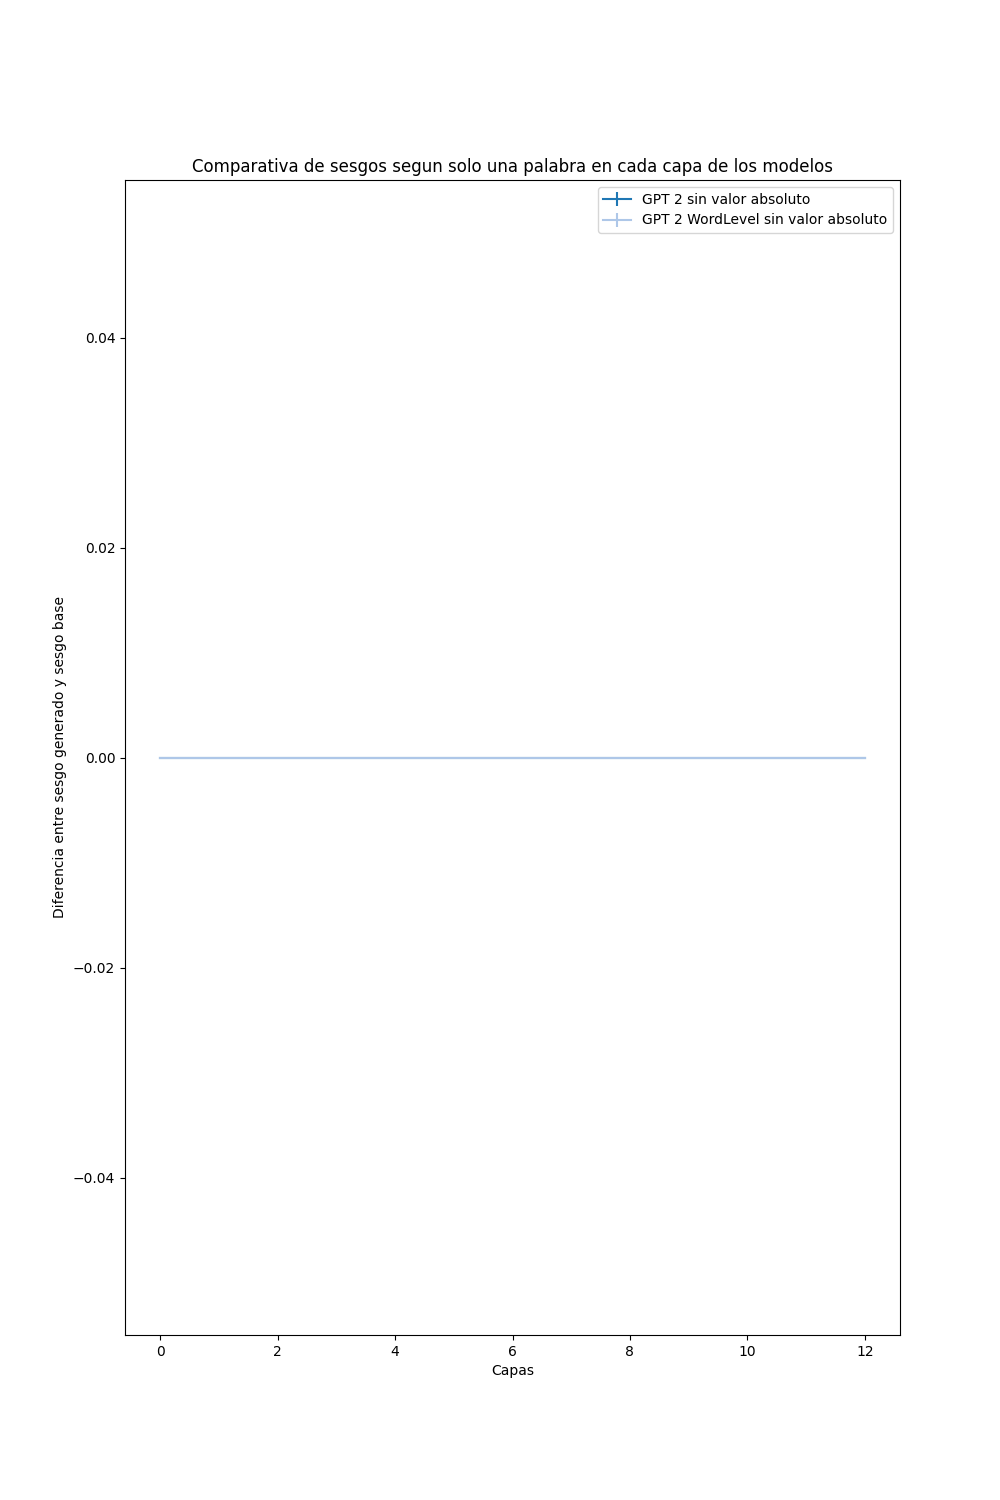 Comparativa de sesgos segun solo una palabra en cada capa de los modelos
GPT 2 sin valor absoluto
GPT 2 WordLevel sin valor absoluto
Diferencia entre sesgo generado y sesgo base
0.04
0.02
0.00
−0.02
−0.04
0 2 4 6 8 10 12
Capas